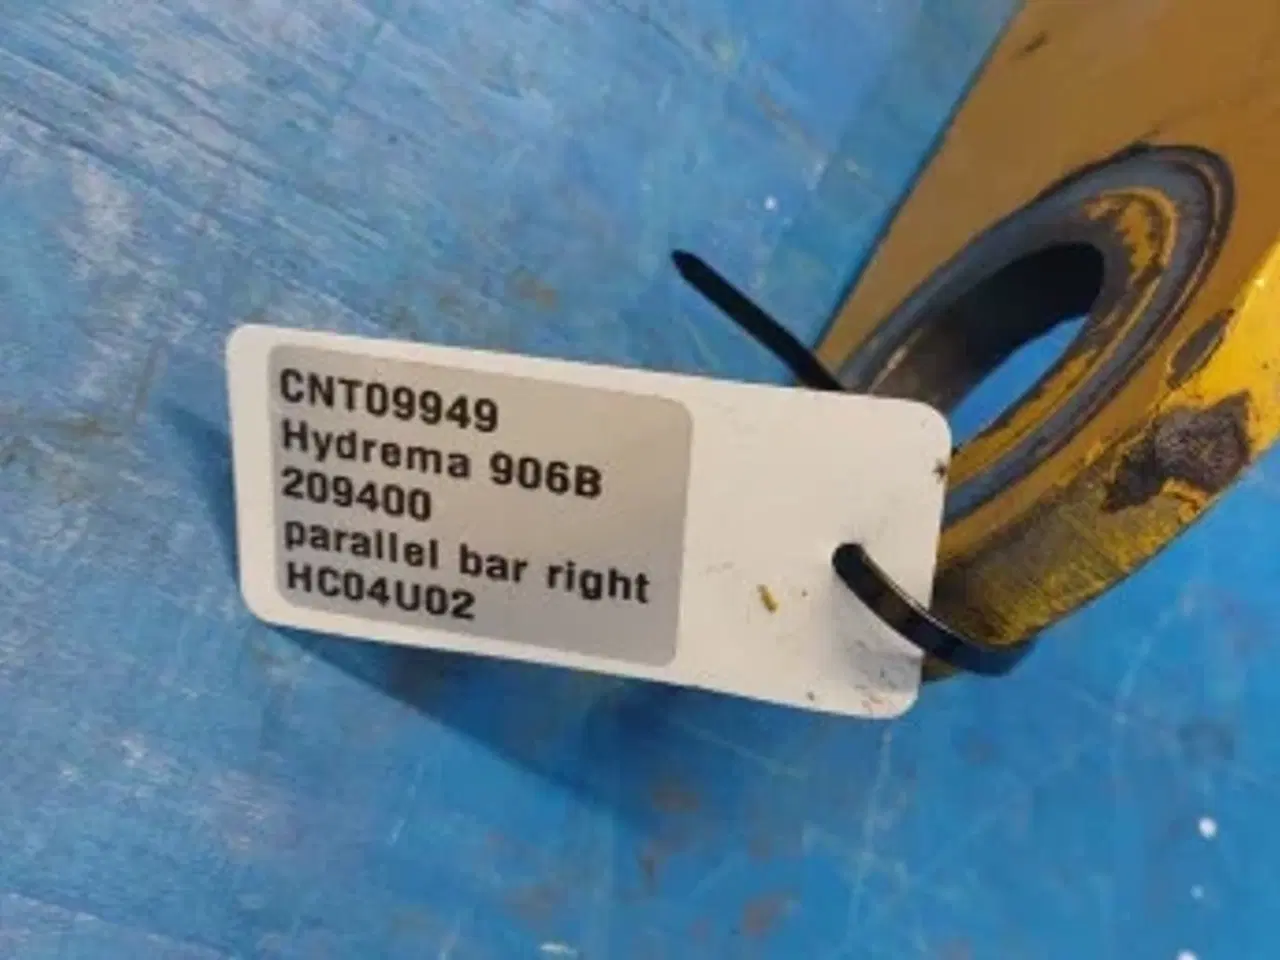 CNT09949
Hydrema 906B
209400
parallel bar right
HC04U02